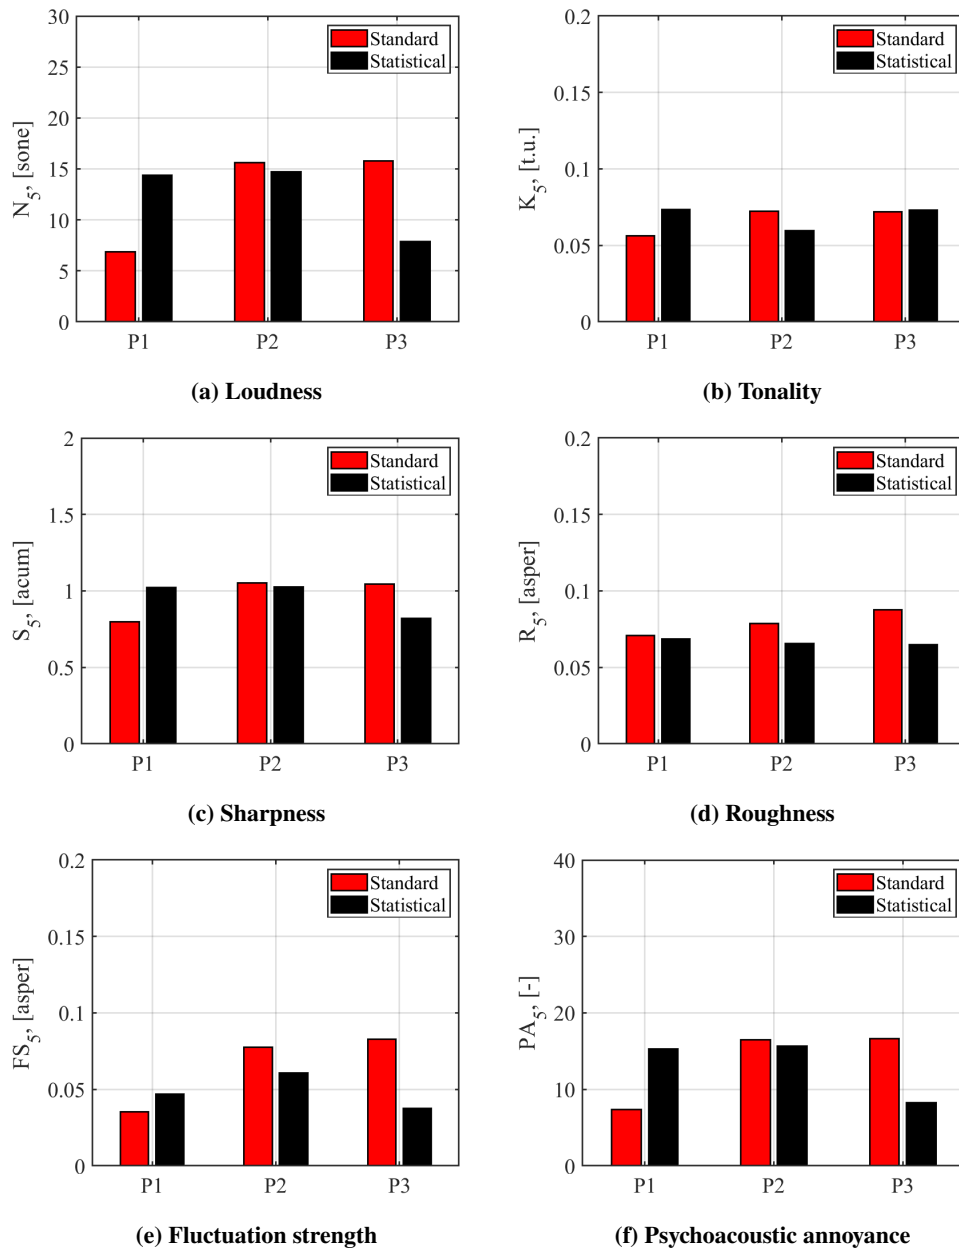 30
25
20
15
10
5
0
N5, [sone]
Standard
Statistical
P1 P2 P3
(a) Loudness
0.2
0.15
0.1
0.05
0
K5, [t.u.]
Standard
Statistical
P1 P2 P3
(b) Tonality
2
1.5
1
0.5
0
S5, [acum]
Standard
Statistical
P1 P2 P3
(c) Sharpness
0.2
0.15
0.1
0.05
0
R5, [asper]
Standard
Statistical
P1 P2 P3
(d) Roughness
0.2
0.15
0.1
0.05
0
FS5, [asper]
Standard
Statistical
P1 P2 P3
(e) Fluctuation strength
40
30
20
10
0
PA5, [-]
Standard
Statistical
P1 P2 P3
(f) Psychoacoustic annoyance